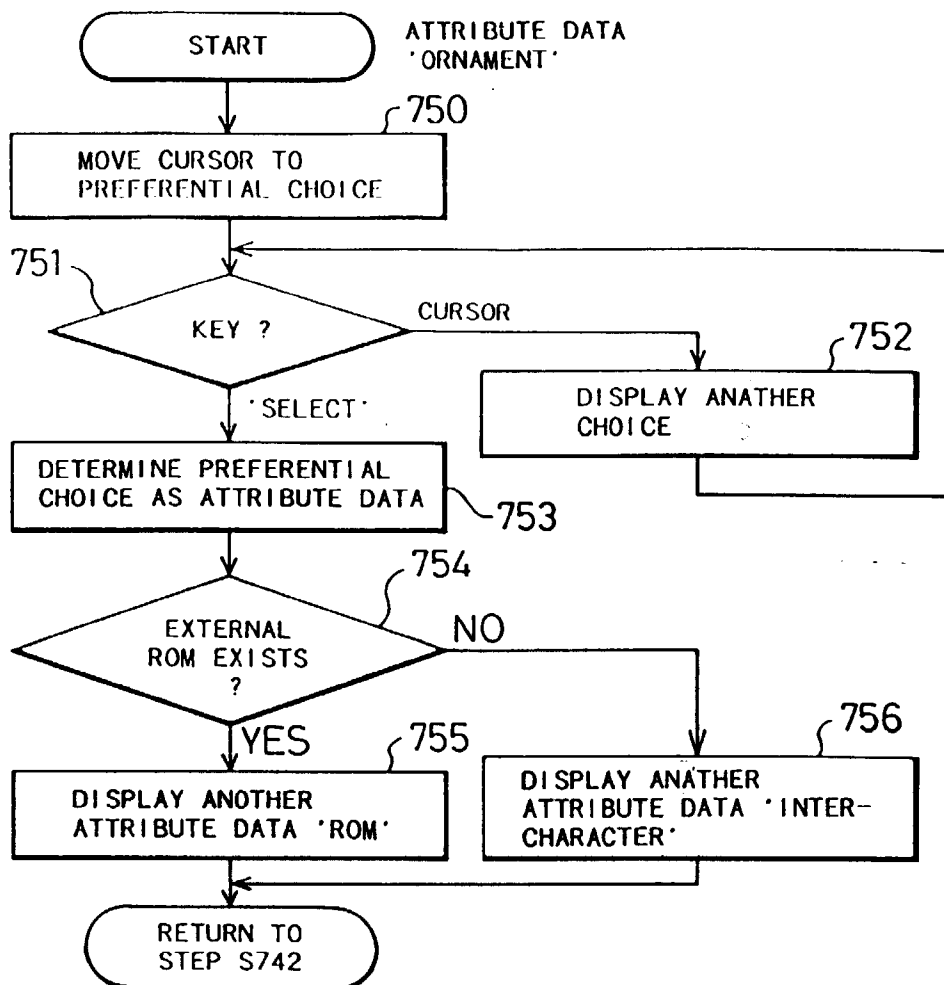 START
ATTRIBUTE DATA
'ORNAMENT'
750
MOVE CURSOR TO
PREFERENTIAL CHOICE
751
KEY ?
CURSOR
752
DISPLAY ANATHER
CHOICE
'SELECT'
DETERMINE PREFERENTIAL
CHOICE AS ATTRIBUTE DATA
753
754
EXTERNAL
ROM EXISTS
?
NO
YES
755
DISPLAY ANOTHER
ATTRIBUTE DATA 'ROM'
756
DISPLAY ANATHER
ATTRIBUTE DATA 'INTER-
CHARACTER'
RETURN TO
STEP S742